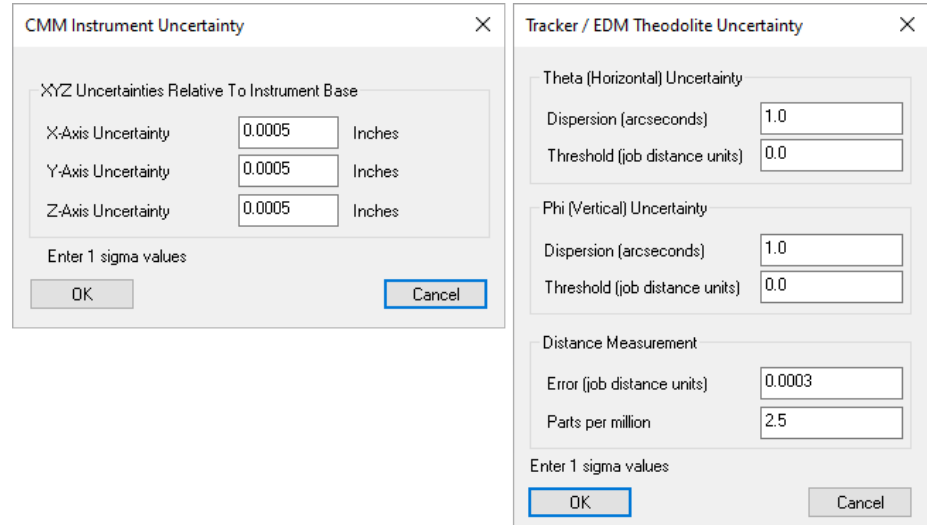 CMM Instrument Uncertainty
XYZ Uncertainties Relative To Instrument Base
X-Axis Uncertainty 0.0005 Inches
Y-Axis Uncertainty 0.0005 Inches
Z-Axis Uncertainty 0.0005 Inches
Enter 1 sigma values
OK Cancel
Tracker / EDM Theodolite Uncertainty
Theta (Horizontal) Uncertainty
Dispersion (arcseconds) 1.0
Threshold (job distance units) 0.0
Phi (Vertical) Uncertainty
Dispersion (arcseconds) 1.0
Threshold (job distance units) 0.0
Distance Measurement
Error (job distance units) 0.0003
Parts per million 2.5
Enter 1 sigma values
OK Cancel